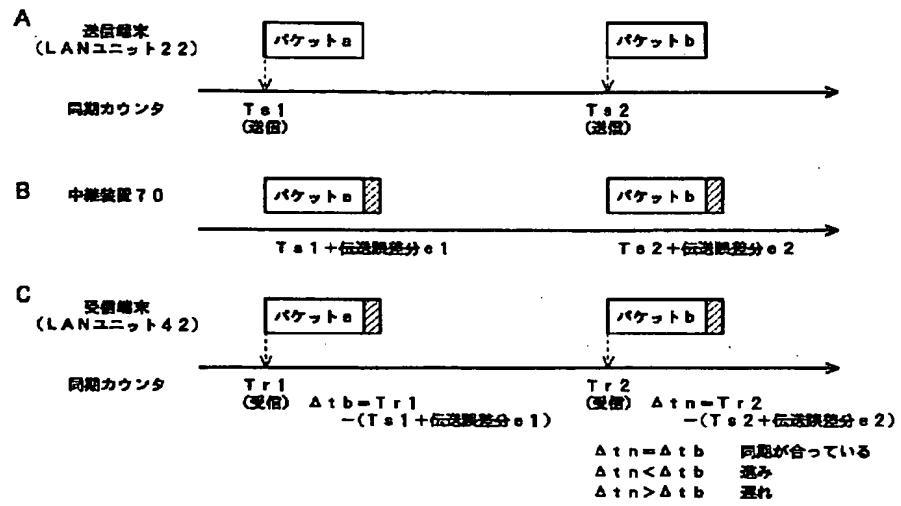 A
送信端末
(LANユニット22)
パケットa
パケットb
同期カウンタ
Ts1
(送信)
Ts2
(送信)
B
中継装置70
パケットa
パケットb
Ts1+伝送誤差分e1
Ts2+伝送誤差分e2
C
受信端末
(LANユニット42)
パケットa
パケットb
同期カウンタ
Tr1
(受信)
Δtb=Tr1
-(Ts1+伝送誤差分e1)
Tr2
(受信)
Δtn=Tr2
-(Ts2+伝送誤差分e2)
Δtn=Δtb 同期が合っている
Δtn<Δtb 進み
Δtn>Δtb 遅れ